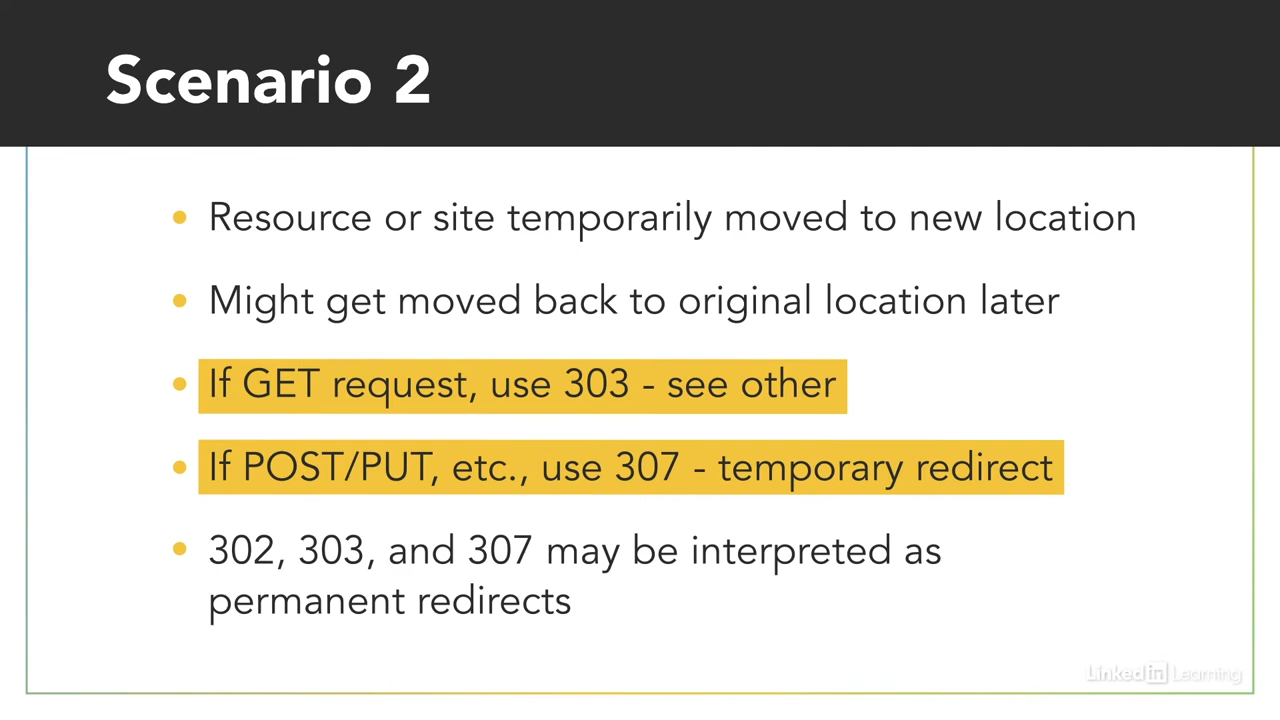 Scenario 2
• Resource or site temporarily moved to new location
• Might get moved back to original location later
• If GET request, use 303 - see other
• If POST/PUT, etc., use 307 - temporary redirect
• 302, 303, and 307 may be interpreted as
permanent redirects
Linked in Learning